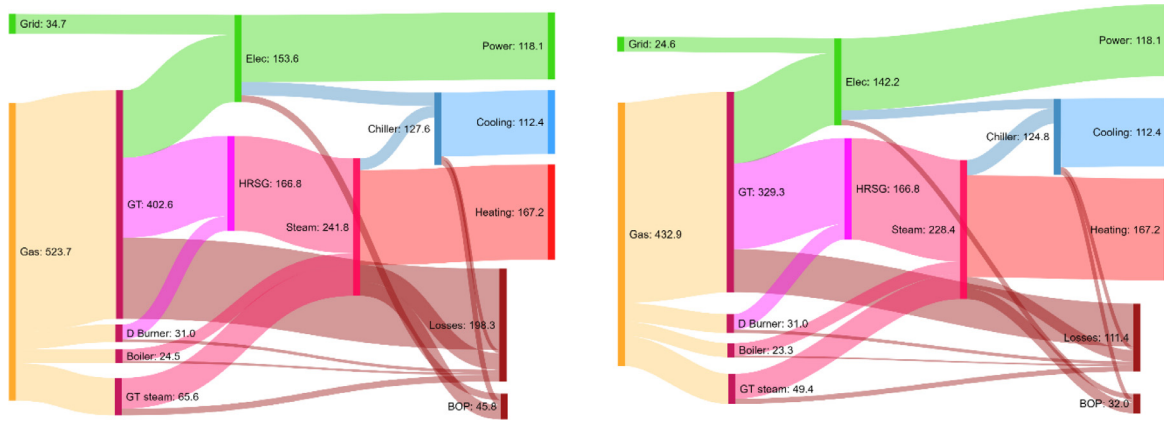 Grid: 34.7
Elec: 153.6
Power: 118.1
Chiller: 127.6
Cooling: 112.4
HRSG: 166.8
GT: 402.6
Steam: 241.8
Heating: 167.2
Gas: 523.7
D Burner: 31.0
Losses: 198.3
Boiler: 24.5
GT steam: 65.6
BOP: 45.8
Grid: 24.6
Elec: 142.2
Power: 118.1
Chiller: 124.8
Cooling: 112.4
HRSG: 166.8
GT: 329.3
Steam: 228.4
Heating: 167.2
Gas: 432.9
D Burner: 31.0
Losses: 111.4
Boiler: 23.3
GT steam: 49.4
BOP: 32.0